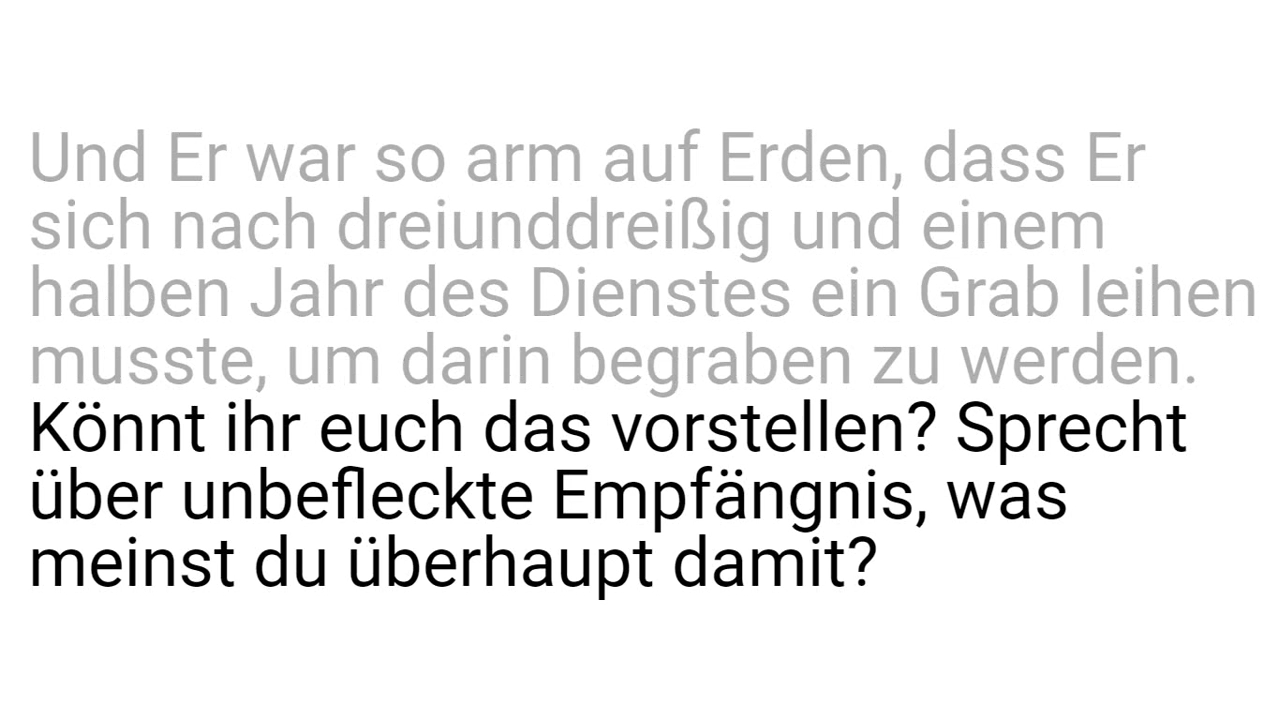 Und Er war so arm auf Erden, dass Er
sich nach dreiunddreißig und einem
halben Jahr des Dienstes ein Grab leihen
musste, um darin begraben zu werden.
Könnt ihr euch das vorstellen? Sprecht
über unbefleckte Empfängnis, was
meinst du überhaupt damit?